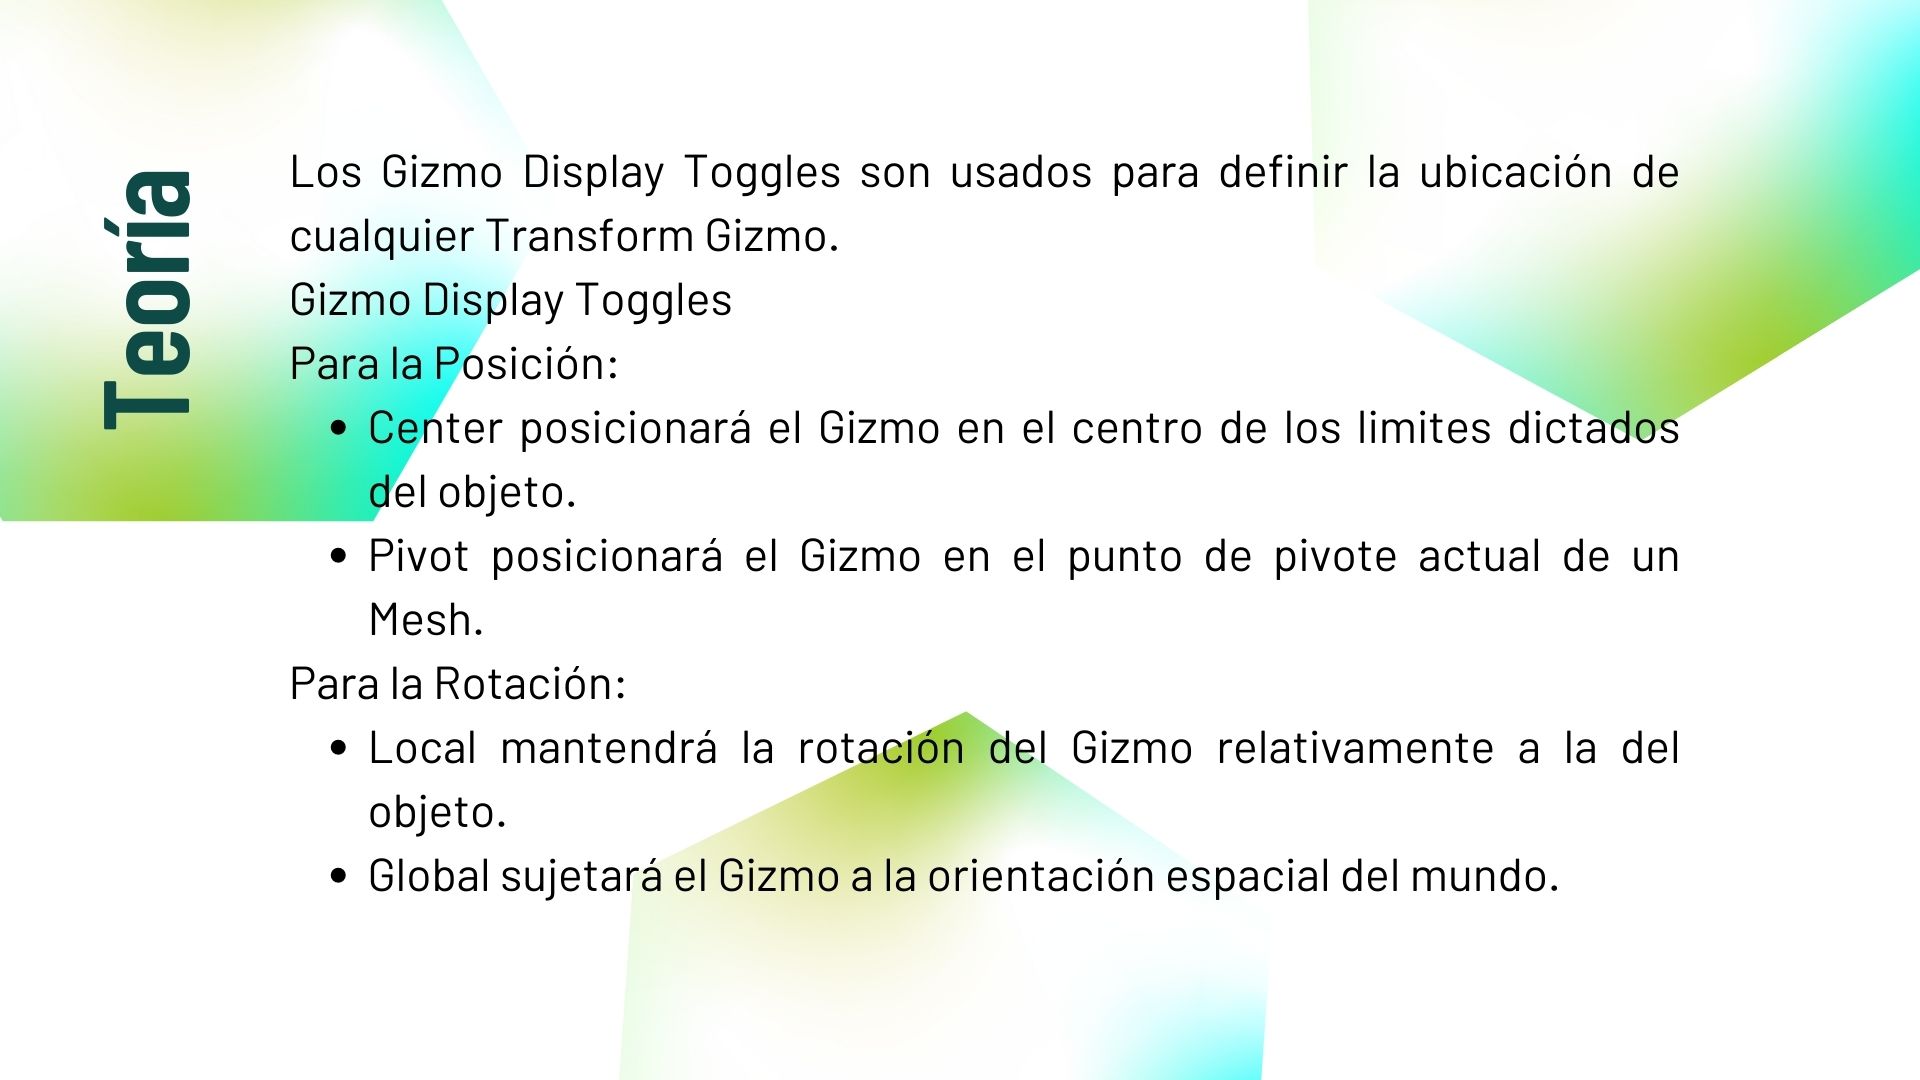 Teoría
Los Gizmo Display Toggles son usados para definir la ubicación de
cualquier Transform Gizmo.
Gizmo Display Toggles
Para la Posición:
• Center posicionará el Gizmo en el centro de los limites dictados
del objeto.
• Pivot posicionará el Gizmo en el punto de pivote actual de un
Mesh.
Para la Rotación:
• Local mantendrá la rotación del Gizmo relativamente a la del
objeto.
• Global sujetará el Gizmo a la orientación espacial del mundo.